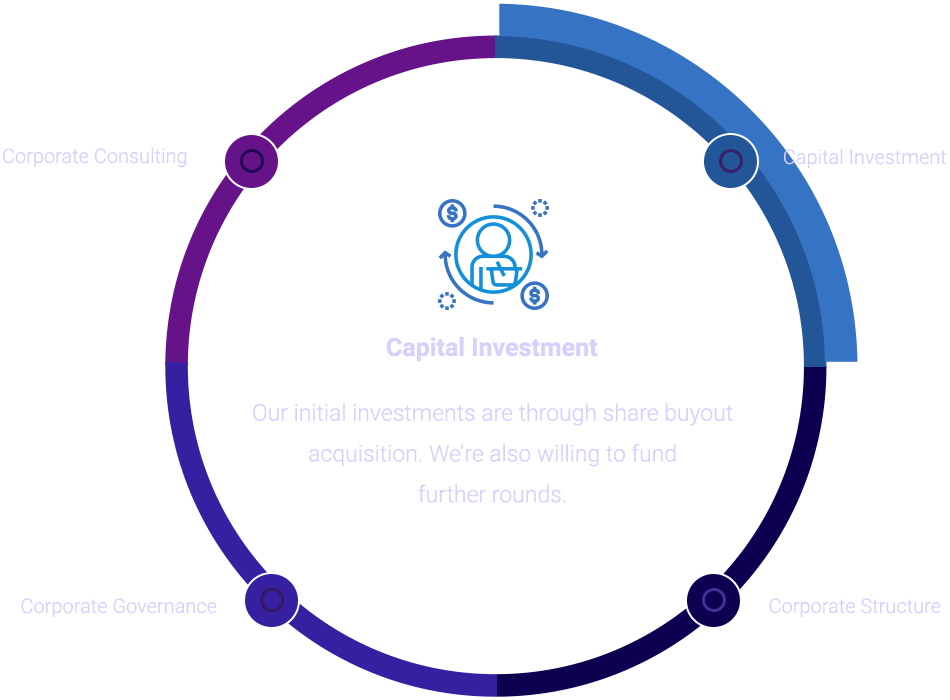 Corporate Consulting
Capital Investment
$
$
Capital Investment
Our initial investments are through share buyout
acquisition. We’re also willing to fund
further rounds.
Corporate Governance
Corporate Structure